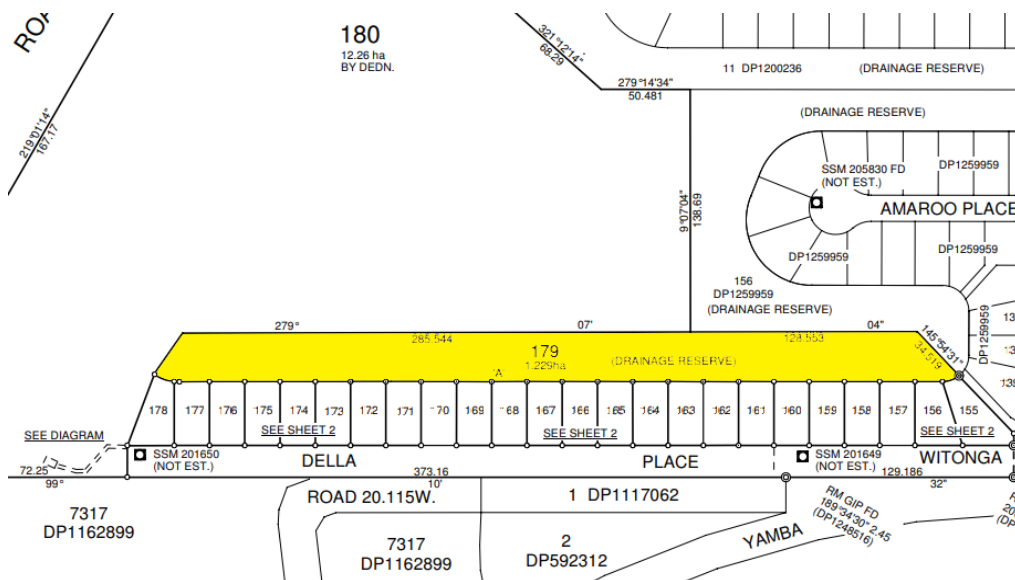 ROA
180
12.26 ha
BY DEDN.
321°12'14"
68.29
11 DP1200236 (DRAINAGE RESERVE)
279°14'34"
50.481
219°01'14"
167.17
(DRAINAGE RESERVE)
SSM 205830 FD
(NOT EST.)
DP1259959
AMAROO PLACE
9°07'04"
138.69
DP1259959
DP1259959
156
DP1259959
(DRAINAGE RESERVE)
DP1259959
13
13
139
279° 07' 04"
285.544 128.553
145°54'31"
34.519
179
1.229ha
(DRAINAGE RESERVE)
'A'
178 177 176 175 174 173 172 171 170 169 168 167 166 165 164 163 162 161 160 159 158 157 156 155
SEE SHEET 2 SEE SHEET 2 SEE SHEET 2
SEE DIAGRAM
SSM 201650
(NOT EST.)
DELLA PLACE
SSM 201649
(NOT EST.)
WITONGA
72.25 373.16 129.186
99° 10' 32"
ROAD 20.115W.
1 DP1117062
7317
DP1162899
7317
DP1162899
2
DP592312
YAMBA
RM GIP FD
189°34'30" 2.45
(DP1248516)
20
(DP